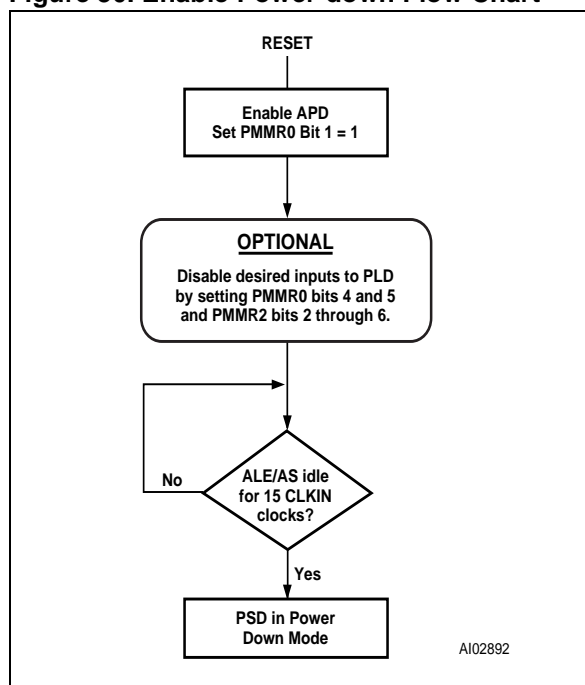 Figure Enable Power-down Flow Chart
RESET
Enable APD
Set PMMR0 Bit 1 = 1
OPTIONAL
Disable desired inputs to PLD
by setting PMMR0 bits 4 and 5
and PMMR2 bits 2 through 6.
No
ALE/AS idle
for 15 CLKIN
clocks?
Yes
PSD in Power
Down Mode
AI02892